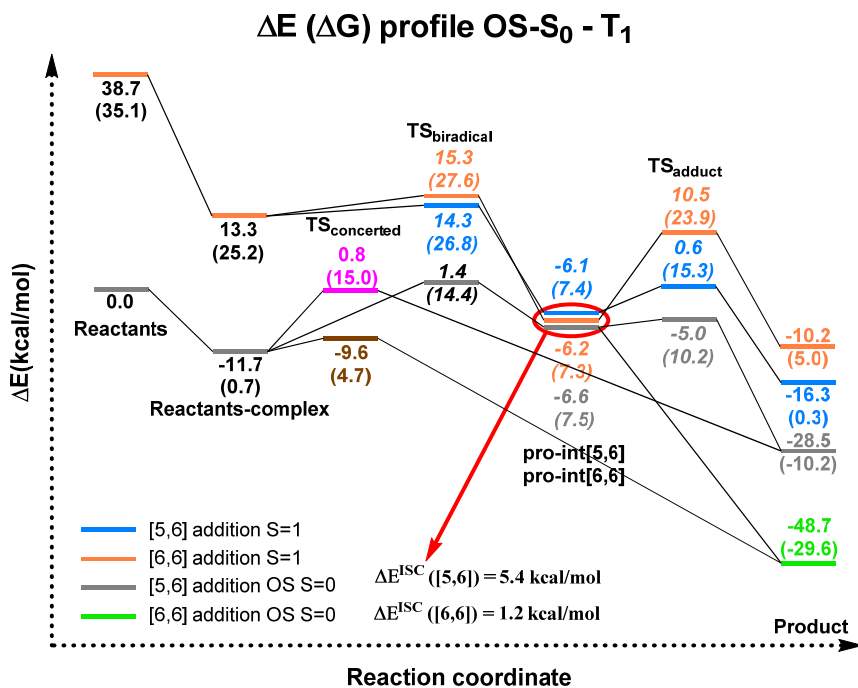 ΔE (ΔG) profile OS-S₀ - T₁
38.7
(35.1)
13.3
(25.2)
TSbiradical
15.3
(27.6)
14.3
(26.8)
1.4
(14.4)
TSconcerted
0.8
(15.0)
0.0
Reactants
-11.7
(0.7)
Reactants-complex
-9.6
(4.7)
-6.1
(7.4)
-6.2
(7.3)
-6.6
(7.5)
pro-int[5,6]
pro-int[6,6]
TSadduct
10.5
(23.9)
0.6
(15.3)
-5.0
(10.2)
-10.2
(5.0)
-16.3
(0.3)
-28.5
(-10.2)
-48.7
(-29.6)
[5,6] addition S=1
[6,6] addition S=1
[5,6] addition OS S=0
[6,6] addition OS S=0
ΔE^ISC ([5,6]) = 5.4 kcal/mol
ΔE^ISC ([6,6]) = 1.2 kcal/mol
Product
ΔE(kcal/mol)
Reaction coordinate